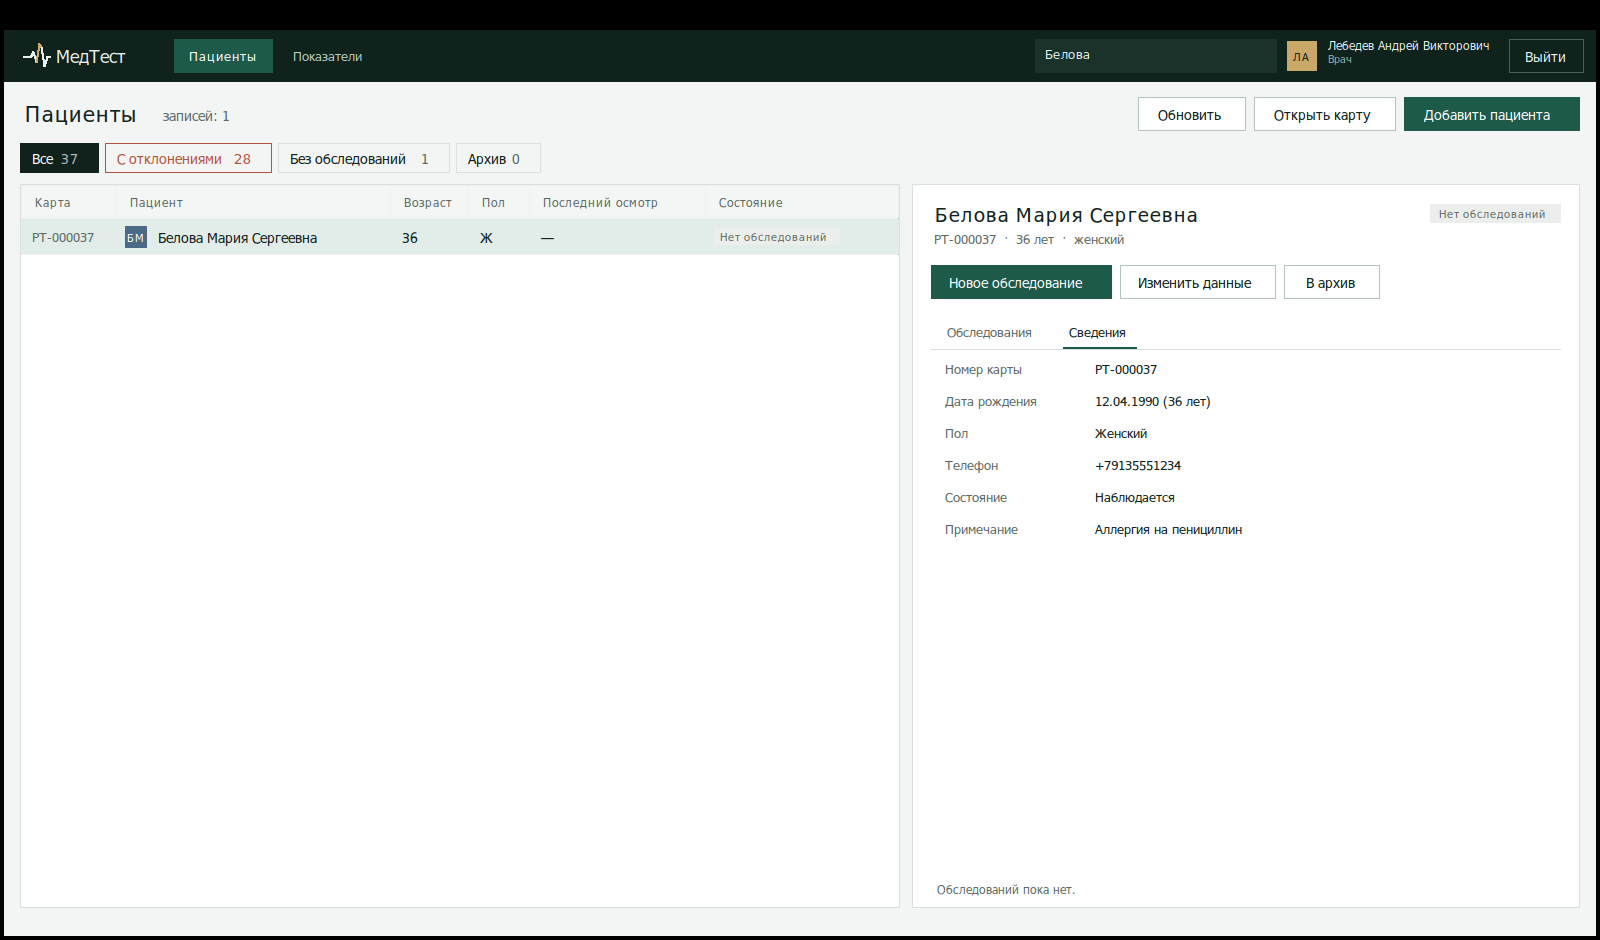 МедТест
Пациенты
Показатели
Белова
ЛА
Лебедев Андрей Викторович
Врач
Выйти
Пациенты
записей: 1
Обновить
Открыть карту
Добавить пациента
Все 37
С отклонениями 28
Без обследований 1
Архив 0
Карта Пациент Возраст Пол Последний осмотр Состояние
PT-000037 БМ Белова Мария Сергеевна 36 Ж — Нет обследований
Белова Мария Сергеевна
Нет обследований
PT-000037 · 36 лет · женский
Новое обследование
Изменить данные
В архив
Обследования
Сведения
Номер карты PT-000037
Дата рождения 12.04.1990 (36 лет)
Пол Женский
Телефон +79135551234
Состояние Наблюдается
Примечание Аллергия на пенициллин
Обследований пока нет.